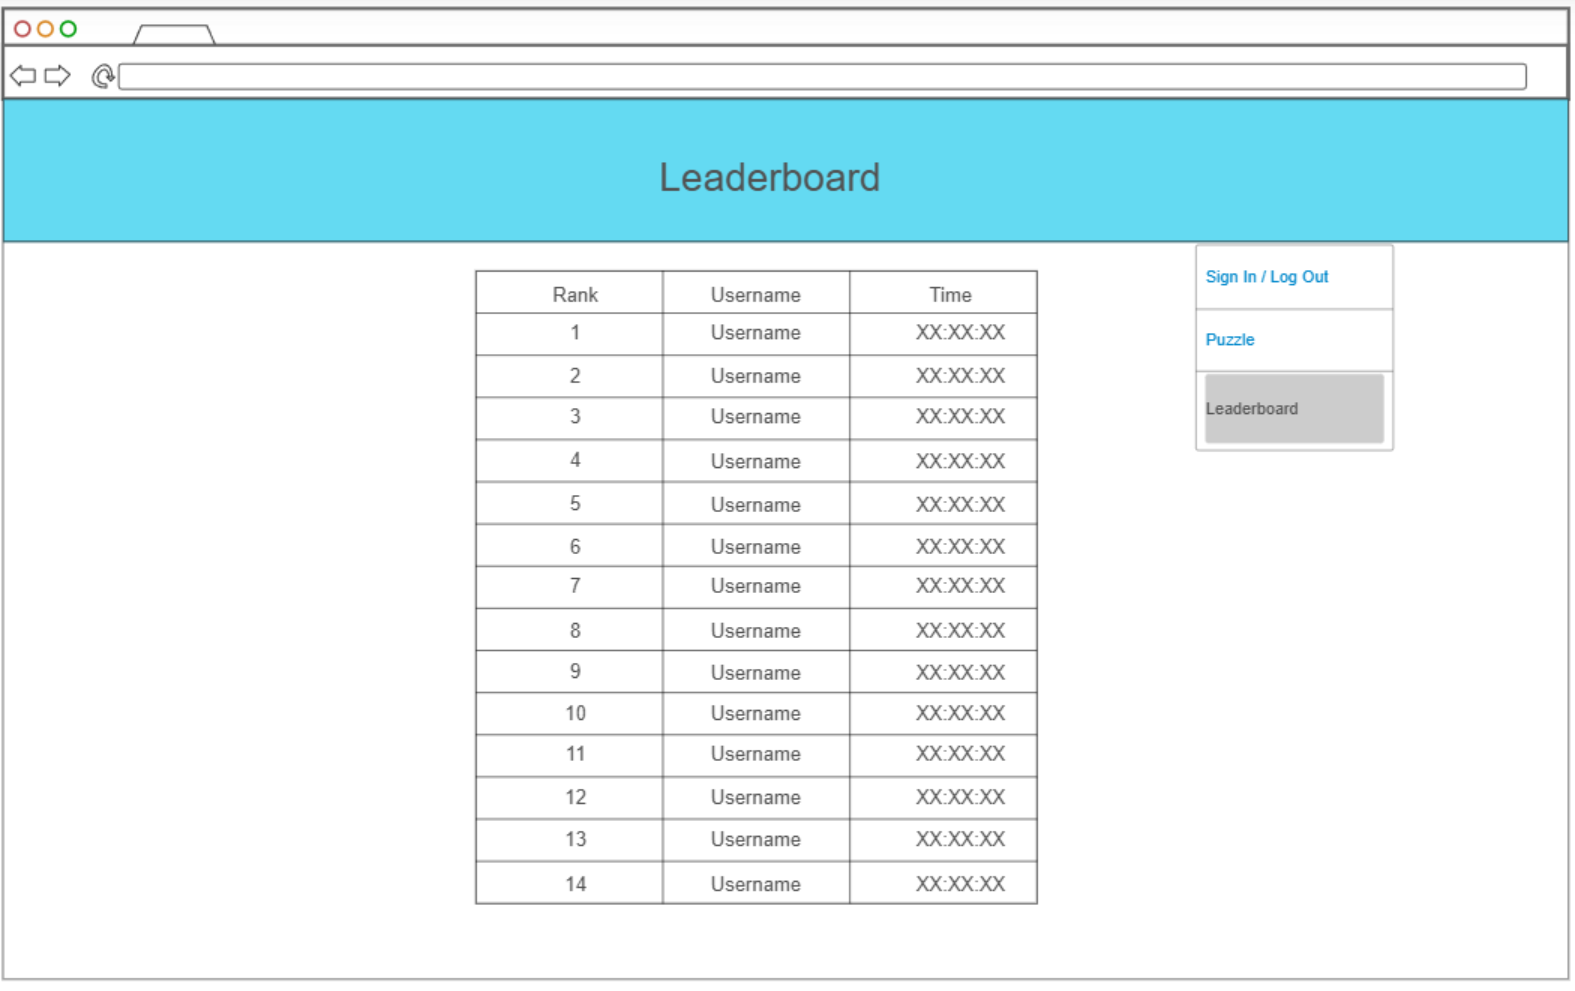 Leaderboard
Sign In / Log Out
Puzzle
Leaderboard
Rank Username Time
1 Username XX:XX:XX
2 Username XX:XX:XX
3 Username XX:XX:XX
4 Username XX:XX:XX
5 Username XX:XX:XX
6 Username XX:XX:XX
7 Username XX:XX:XX
8 Username XX:XX:XX
9 Username XX:XX:XX
10 Username XX:XX:XX
11 Username XX:XX:XX
12 Username XX:XX:XX
13 Username XX:XX:XX
14 Username XX:XX:XX